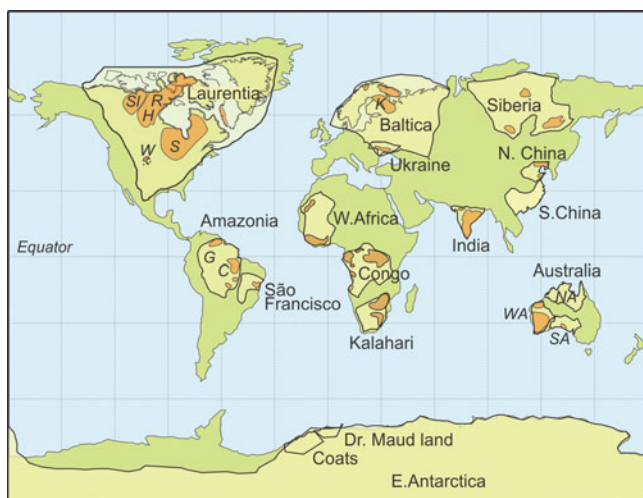 Laurentia
Sl
R
H
S
W
K
Baltica
Ukraine
Siberia
N. China
S.China
India
Amazonia
W.Africa
Equator
G
C
São
Francisco
Congo
Kalahari
Australia
NA
WA
SA
Dr. Maud land
Coats
E.Antarctica